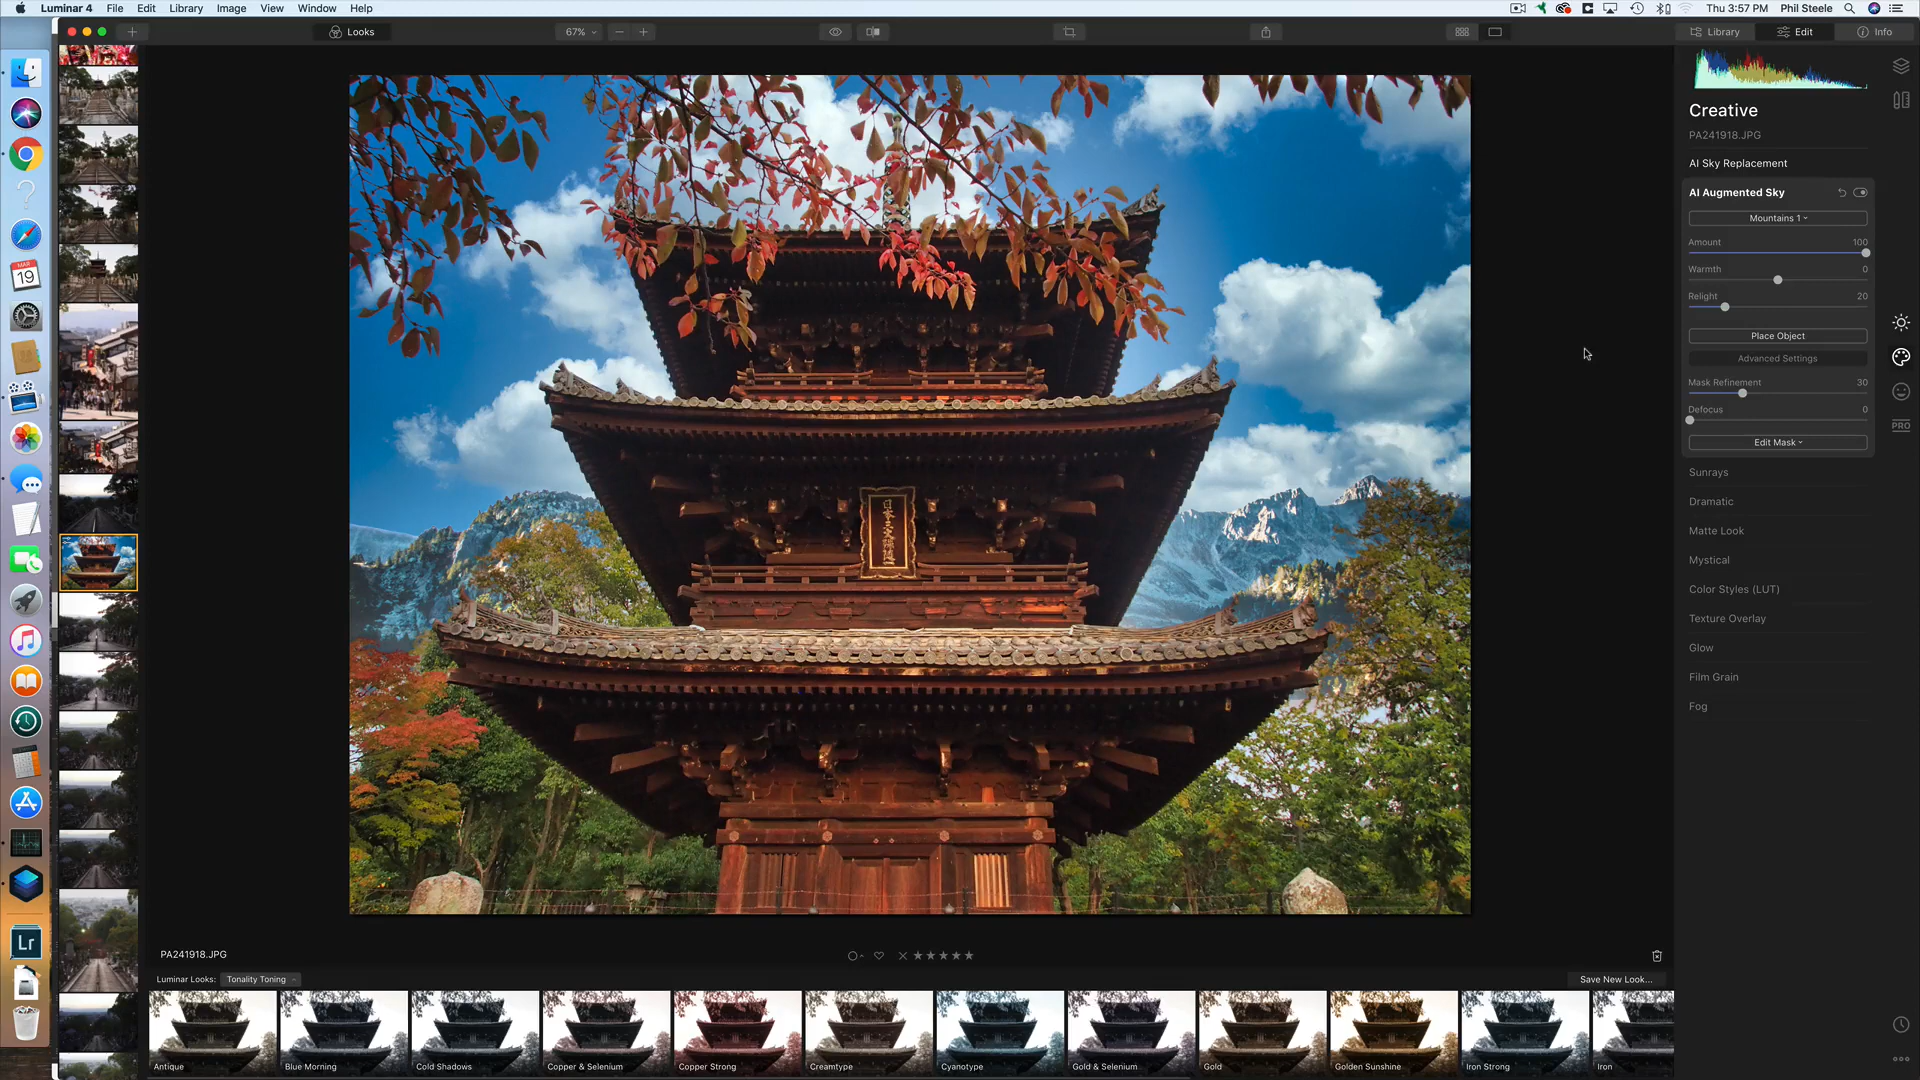 Luminar 4 File Edit Library Image View Window Help
Thu 3:57 PM Phil Steele
Looks
67%
Library Edit Info
Creative
PA241918.JPG
AI Sky Replacement
AI Augmented Sky
Mountains 1
Amount 100
Warmth 0
Relight 20
Place Object
Advanced Settings
Mask Refinement 30
Defocus 0
Edit Mask
Sunrays
Dramatic
Matte Look
Mystical
Color Styles (LUT)
Texture Overlay
Glow
Film Grain
Fog
PRO
MAR
19
Lr
PA241918.JPG
Luminar Looks: Tonality Toning
Save New Look...
Antique
Blue Morning
Cold Shadows
Copper & Selenium
Copper Strong
Creamtype
Cyanotype
Gold & Selenium
Gold
Golden Sunshine
Iron Strong
Iron